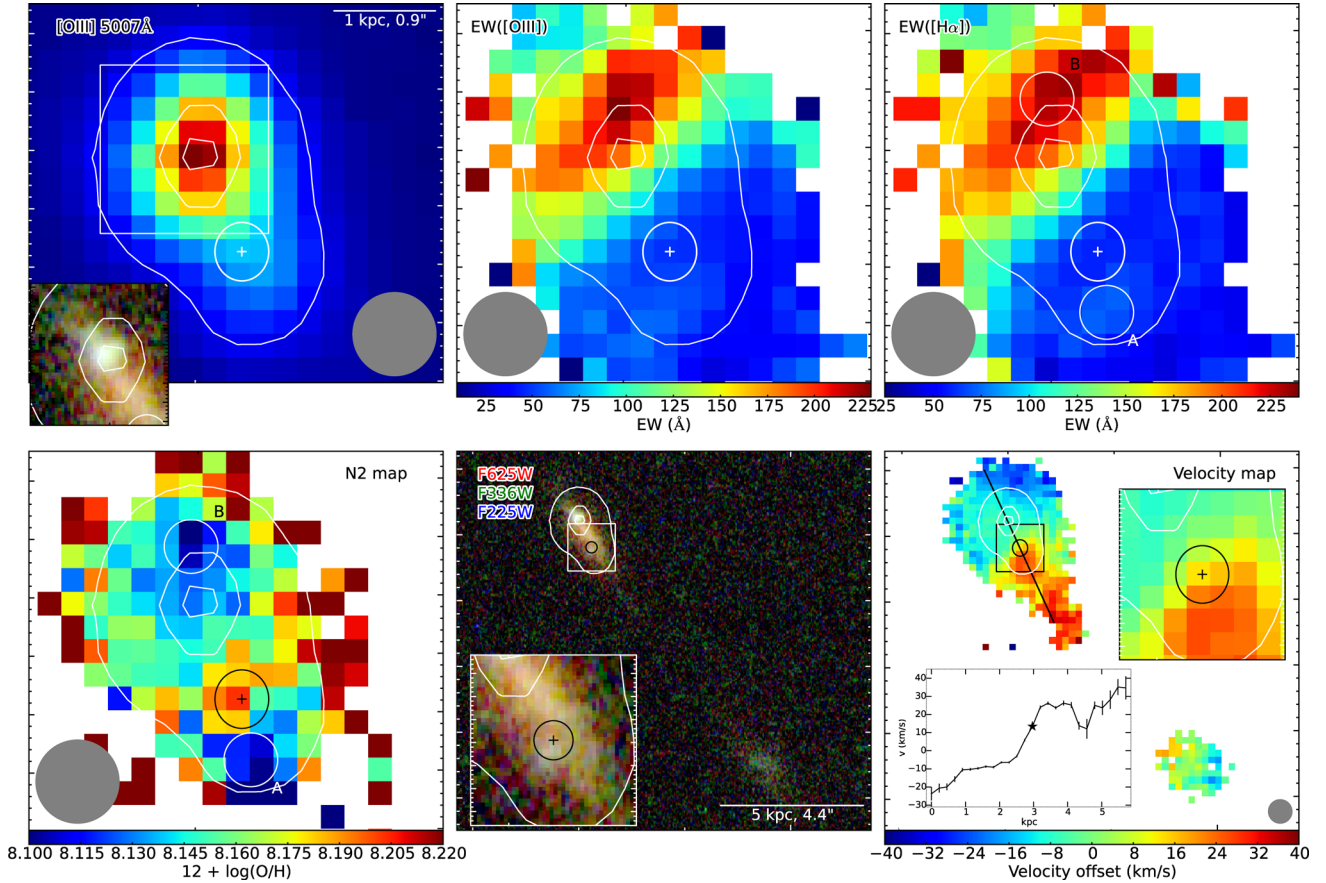 [OIII] 5007Å
1 kpc, 0.9"
EW([OIII])
EW([Hα])
B
A
25 50 75 100 125 150 175 200 225
EW (Å)
25 50 75 100 125 150 175 200 225
EW (Å)
N2 map
B
A
8.100 8.115 8.130 8.145 8.160 8.175 8.190 8.205 8.220
12 + log(O/H)
F625W
F336W
F225W
5 kpc, 4.4"
Velocity map
40
30
20
10
0
−10
−20
−30
v (km/s)
0 1 2 3 4 5
kpc
−40 −32 −24 −16 −8 0 8 16 24 32 40
Velocity offset (km/s)